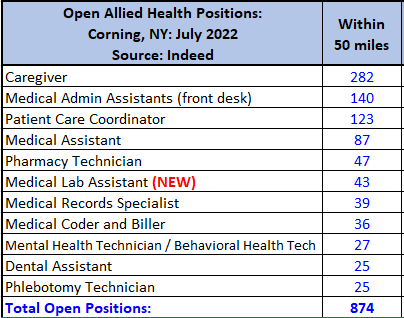 Open Allied Health Positions:
Corning, NY: July 2022
Source: Indeed
Within
50 miles
Caregiver 282
Medical Admin Assistants (front desk) 140
Patient Care Coordinator 123
Medical Assistant 87
Pharmacy Technician 47
Medical Lab Assistant (NEW) 43
Medical Records Specialist 39
Medical Coder and Biller 36
Mental Health Technician / Behavioral Health Tech 27
Dental Assistant 25
Phlebotomy Technician 25
Total Open Positions: 874